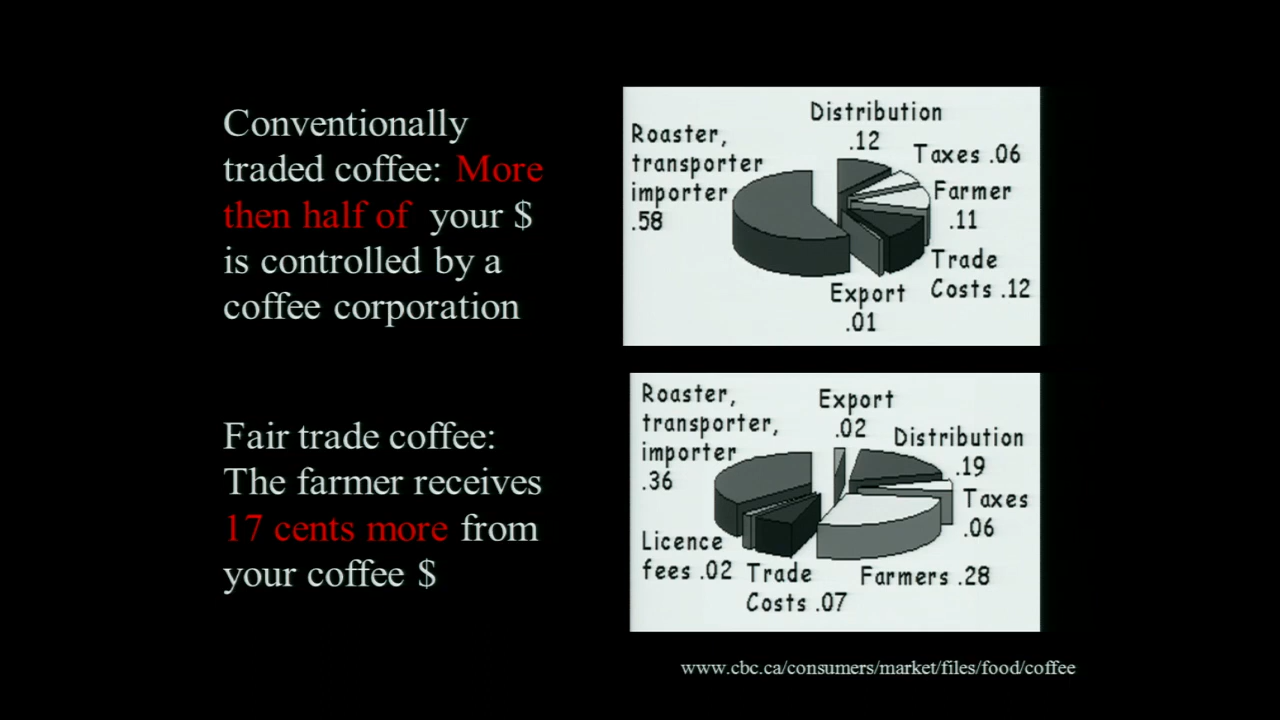 Conventionally
traded coffee: More
then half of your $
is controlled by a
coffee corporation
Distribution
.12
Roaster,
transporter
importer
.58
Taxes .06
Farmer
.11
Trade
Costs .12
Export
.01
Fair trade coffee:
The farmer receives
17 cents more from
your coffee $
Roaster,
transporter,
importer
.36
Export
.02
Distribution
.19
Taxes
.06
Licence
fees .02
Trade
Costs .07
Farmers .28
www.cbc.ca/consumers/market/files/food/coffee